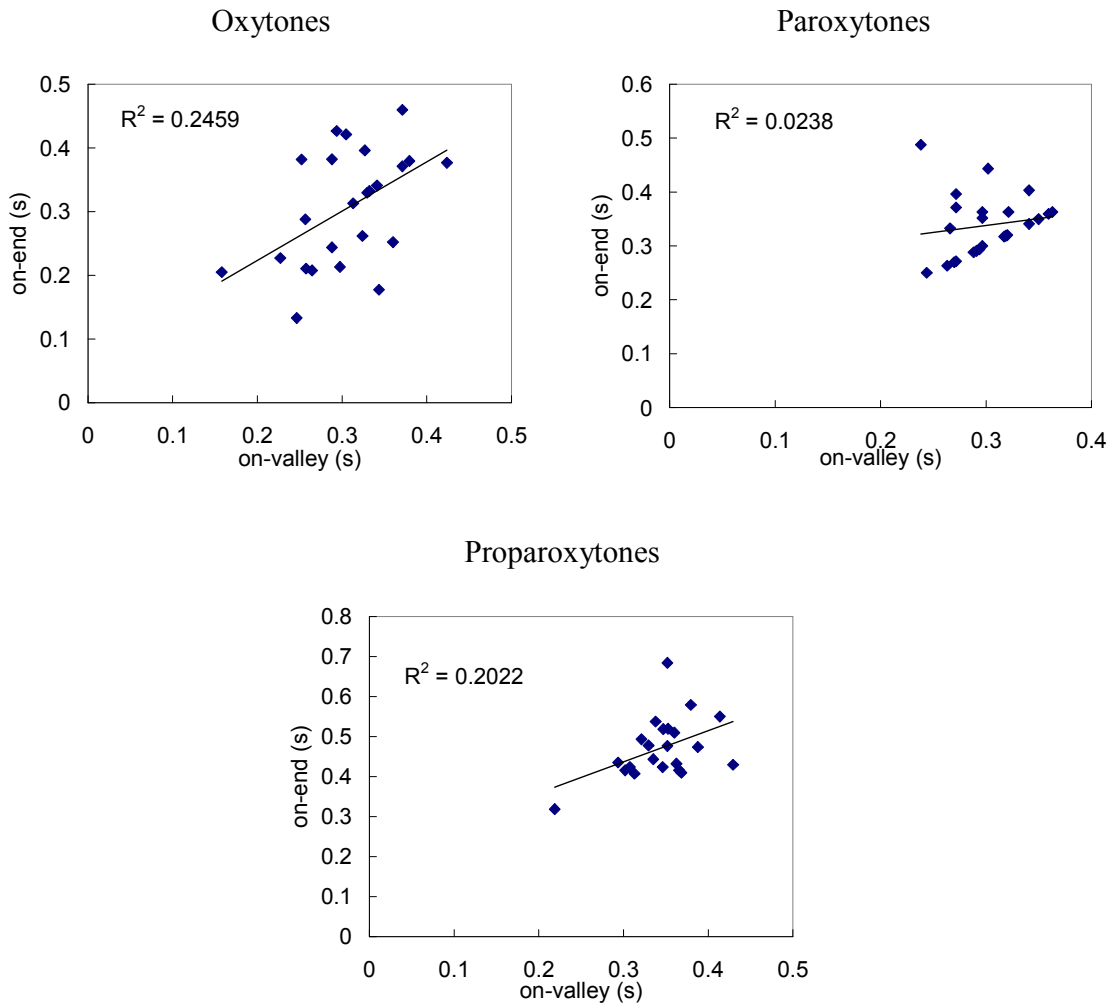 Oxytones
R² = 0.2459
0.5
0.4
0.3
0.2
0.1
0
on-end (s)
0 0.1 0.2 0.3 0.4 0.5
on-valley (s)
Paroxytones
R² = 0.0238
0.6
0.5
0.4
0.3
0.2
0.1
0
on-end (s)
0 0.2 0.3 0.4
on-valley (s)
Proparoxytones
R² = 0.2022
0.8
0.7
0.6
0.5
0.4
0.3
0.2
0.1
0
on-end (s)
0 0.1 0.2 0.3 0.4 0.5
on-valley (s)